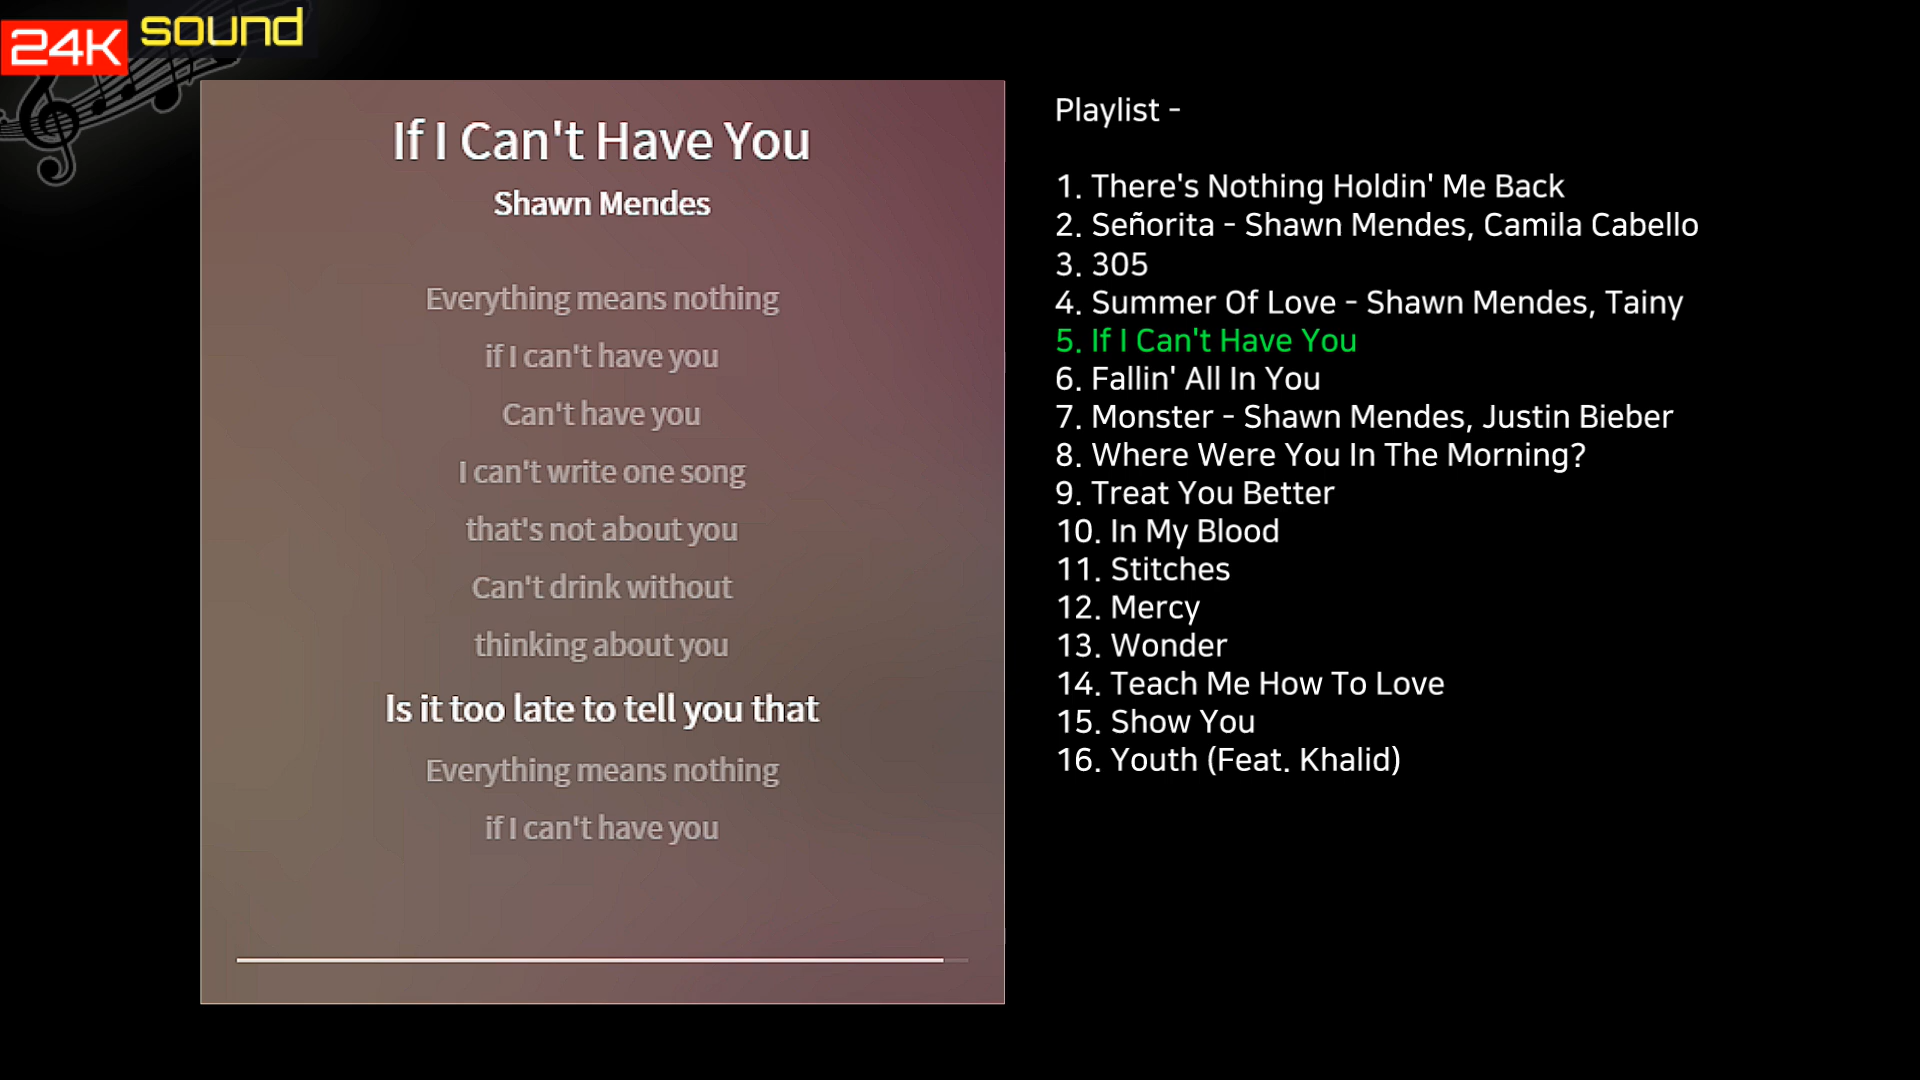 24K sound
If I Can't Have You
Shawn Mendes
Everything means nothing
if I can't have you
Can't have you
I can't write one song
that's not about you
Can't drink without
thinking about you
Is it too late to tell you that
Everything means nothing
if I can't have you
Playlist -
1. There's Nothing Holdin' Me Back
2. Señorita - Shawn Mendes, Camila Cabello
3. 305
4. Summer Of Love - Shawn Mendes, Tainy
5. If I Can't Have You
6. Fallin' All In You
7. Monster - Shawn Mendes, Justin Bieber
8. Where Were You In The Morning?
9. Treat You Better
10. In My Blood
11. Stitches
12. Mercy
13. Wonder
14. Teach Me How To Love
15. Show You
16. Youth (Feat. Khalid)